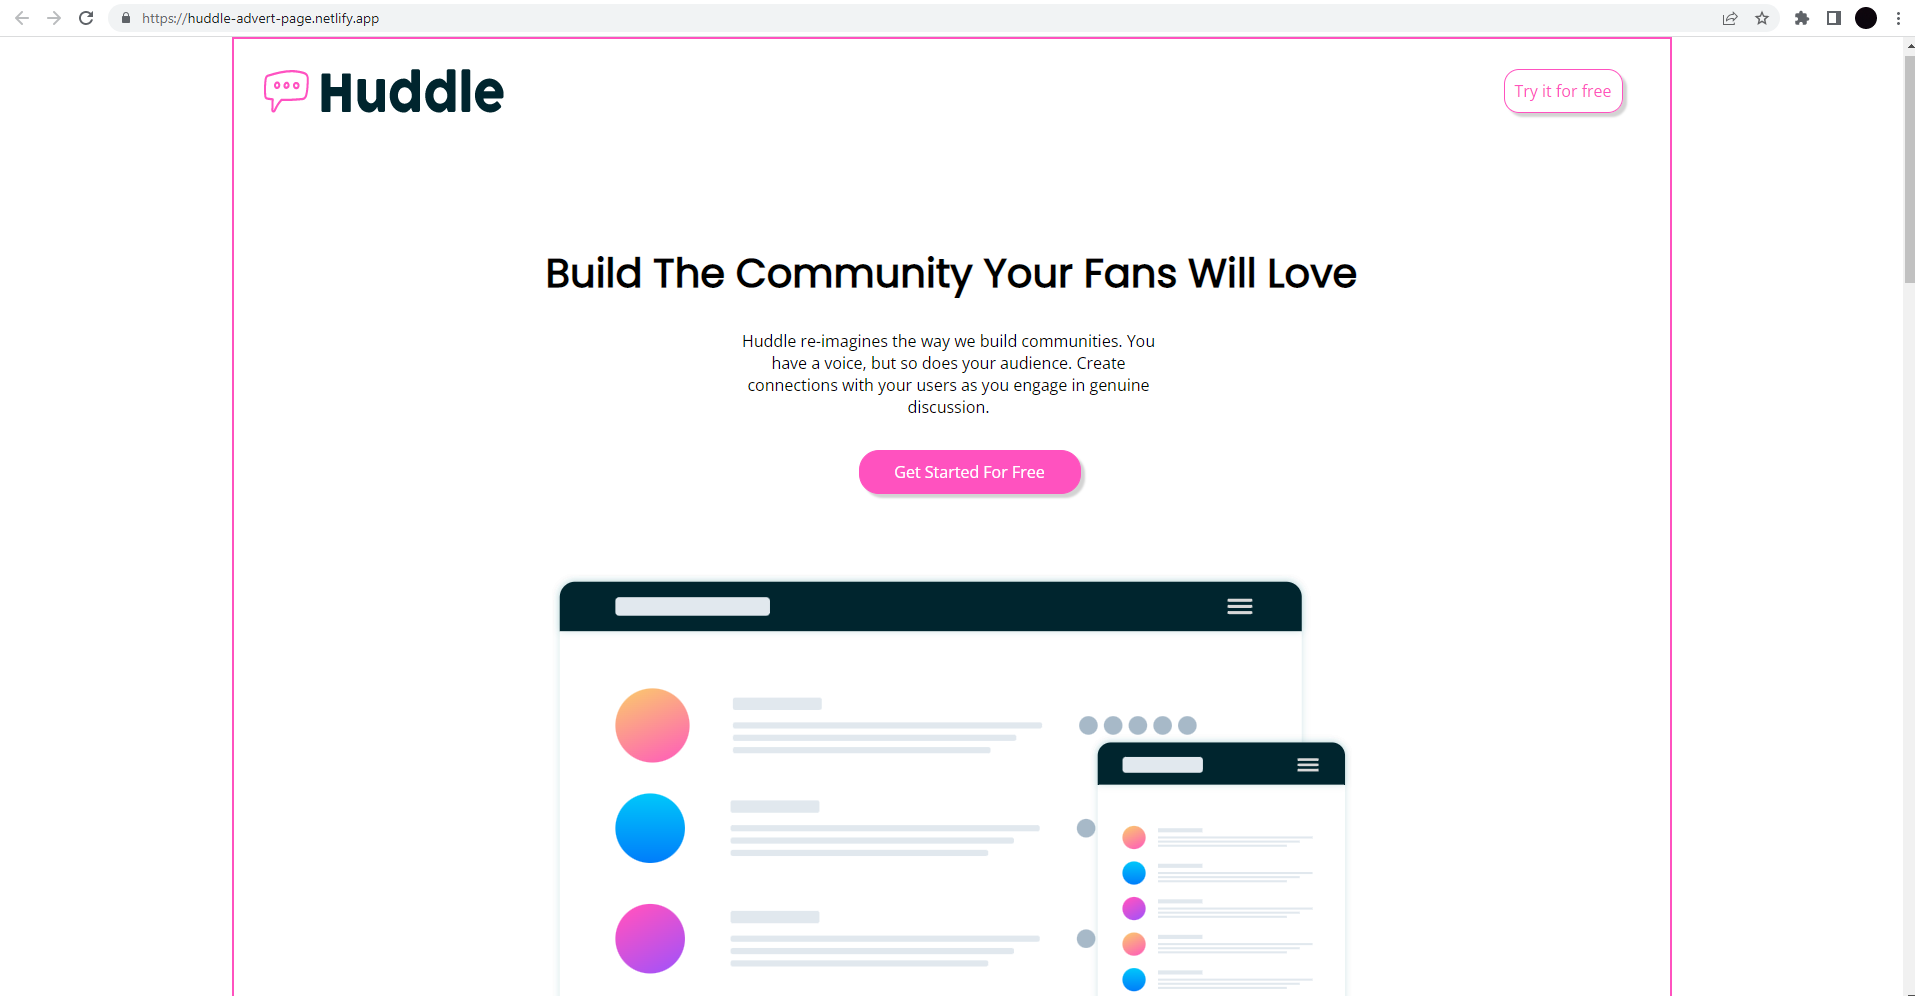 https://huddle-advert-page.netlify.app
Huddle
Try it for free
Build The Community Your Fans Will Love
Huddle re-imagines the way we build communities. You
have a voice, but so does your audience. Create
connections with your users as you engage in genuine
discussion.
Get Started For Free